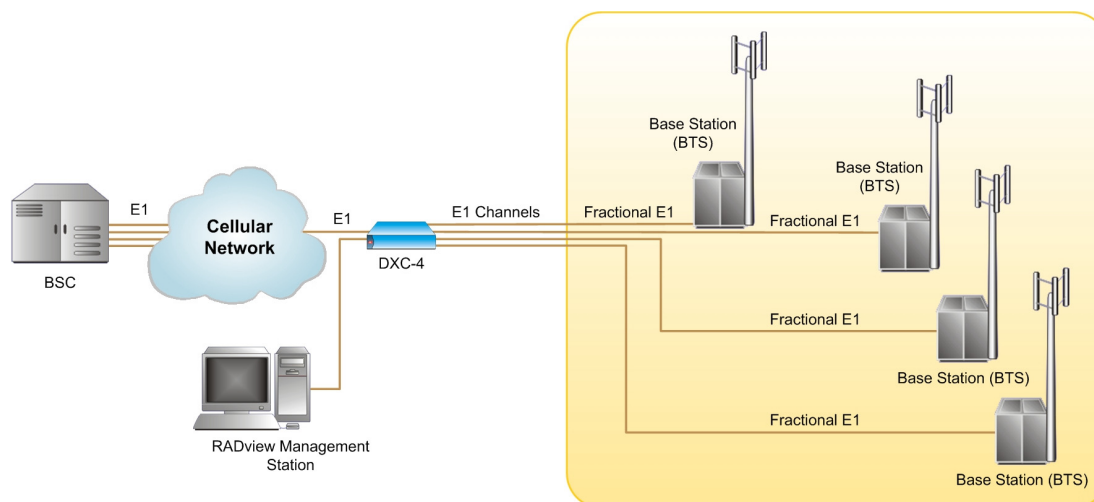 Base Station
(BTS)
Base Station
(BTS)
E1
Cellular
Network
E1
E1 Channels
Fractional E1
Fractional E1
BSC
DXC-4
Fractional E1
Base Station (BTS)
RADview Management
Station
Fractional E1
Base Station (BTS)